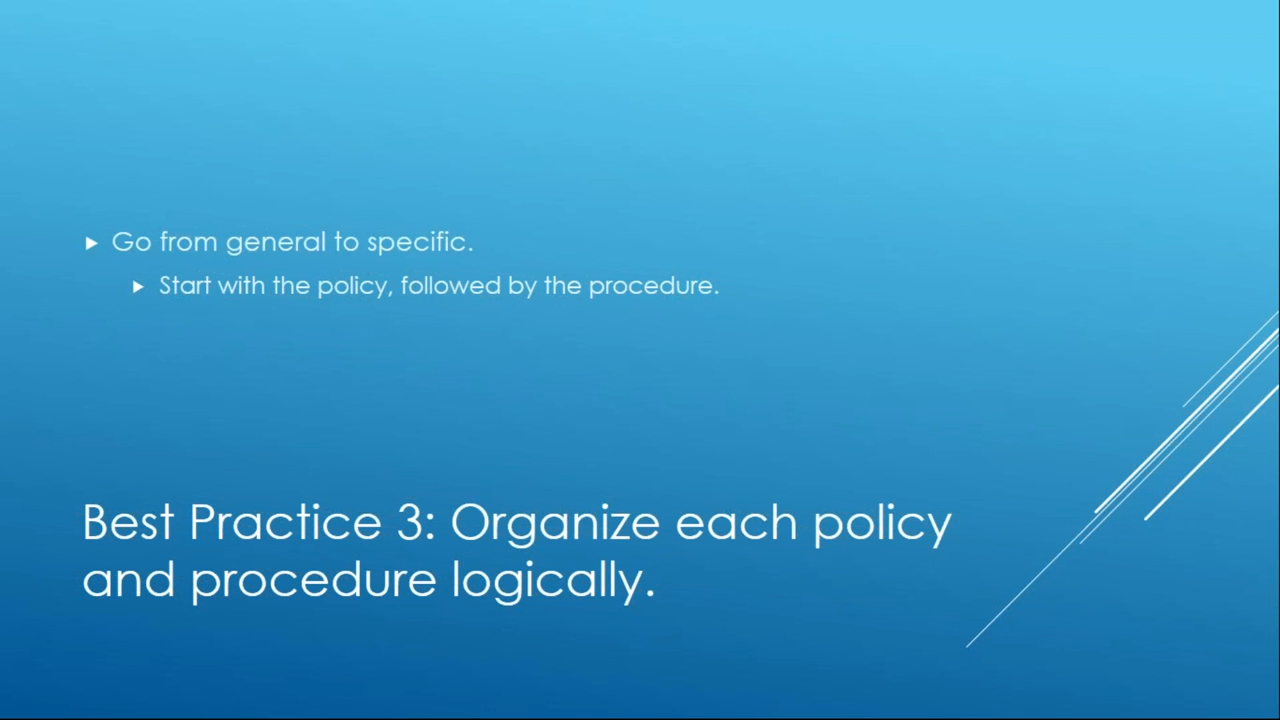 Go from general to specific.
Start with the policy, followed by the procedure.
Best Practice 3: Organize each policy
and procedure logically.